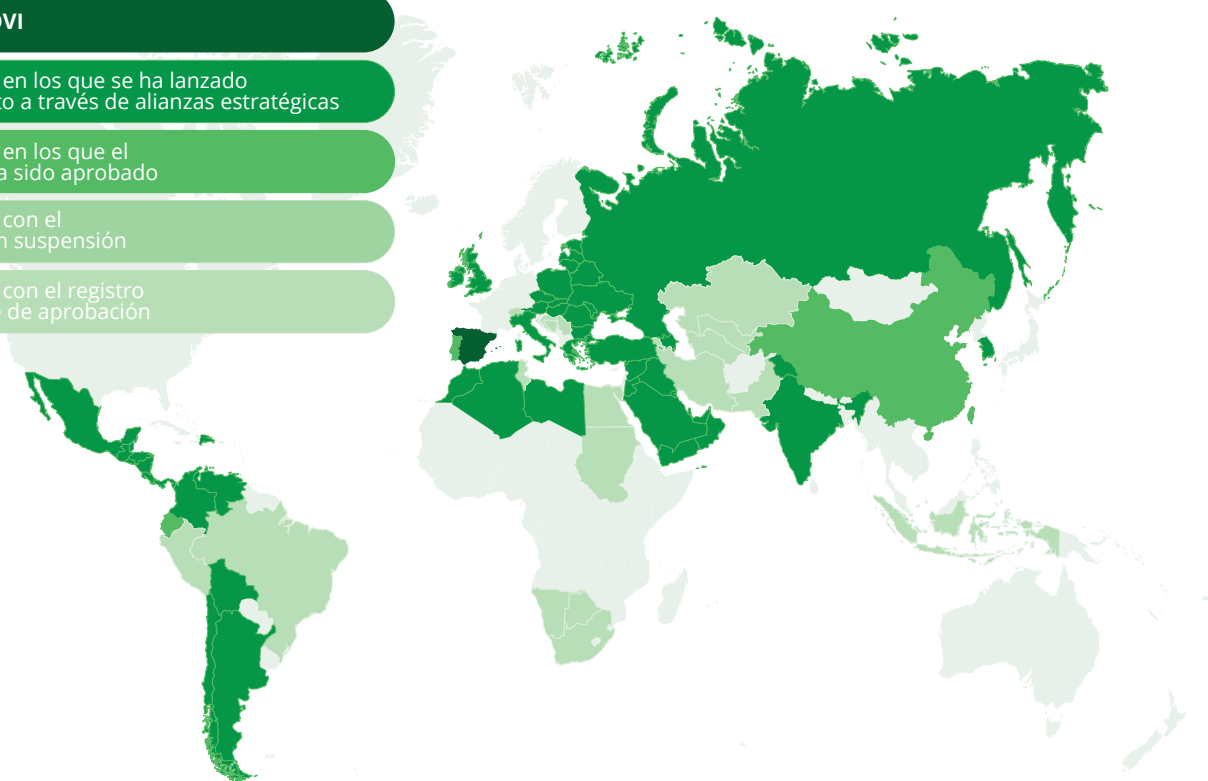 OVI
en los que se ha lanzado
to a través de alianzas estratégicas
en los que el
a sido aprobado
con el
n suspensión
con el registro
e de aprobación